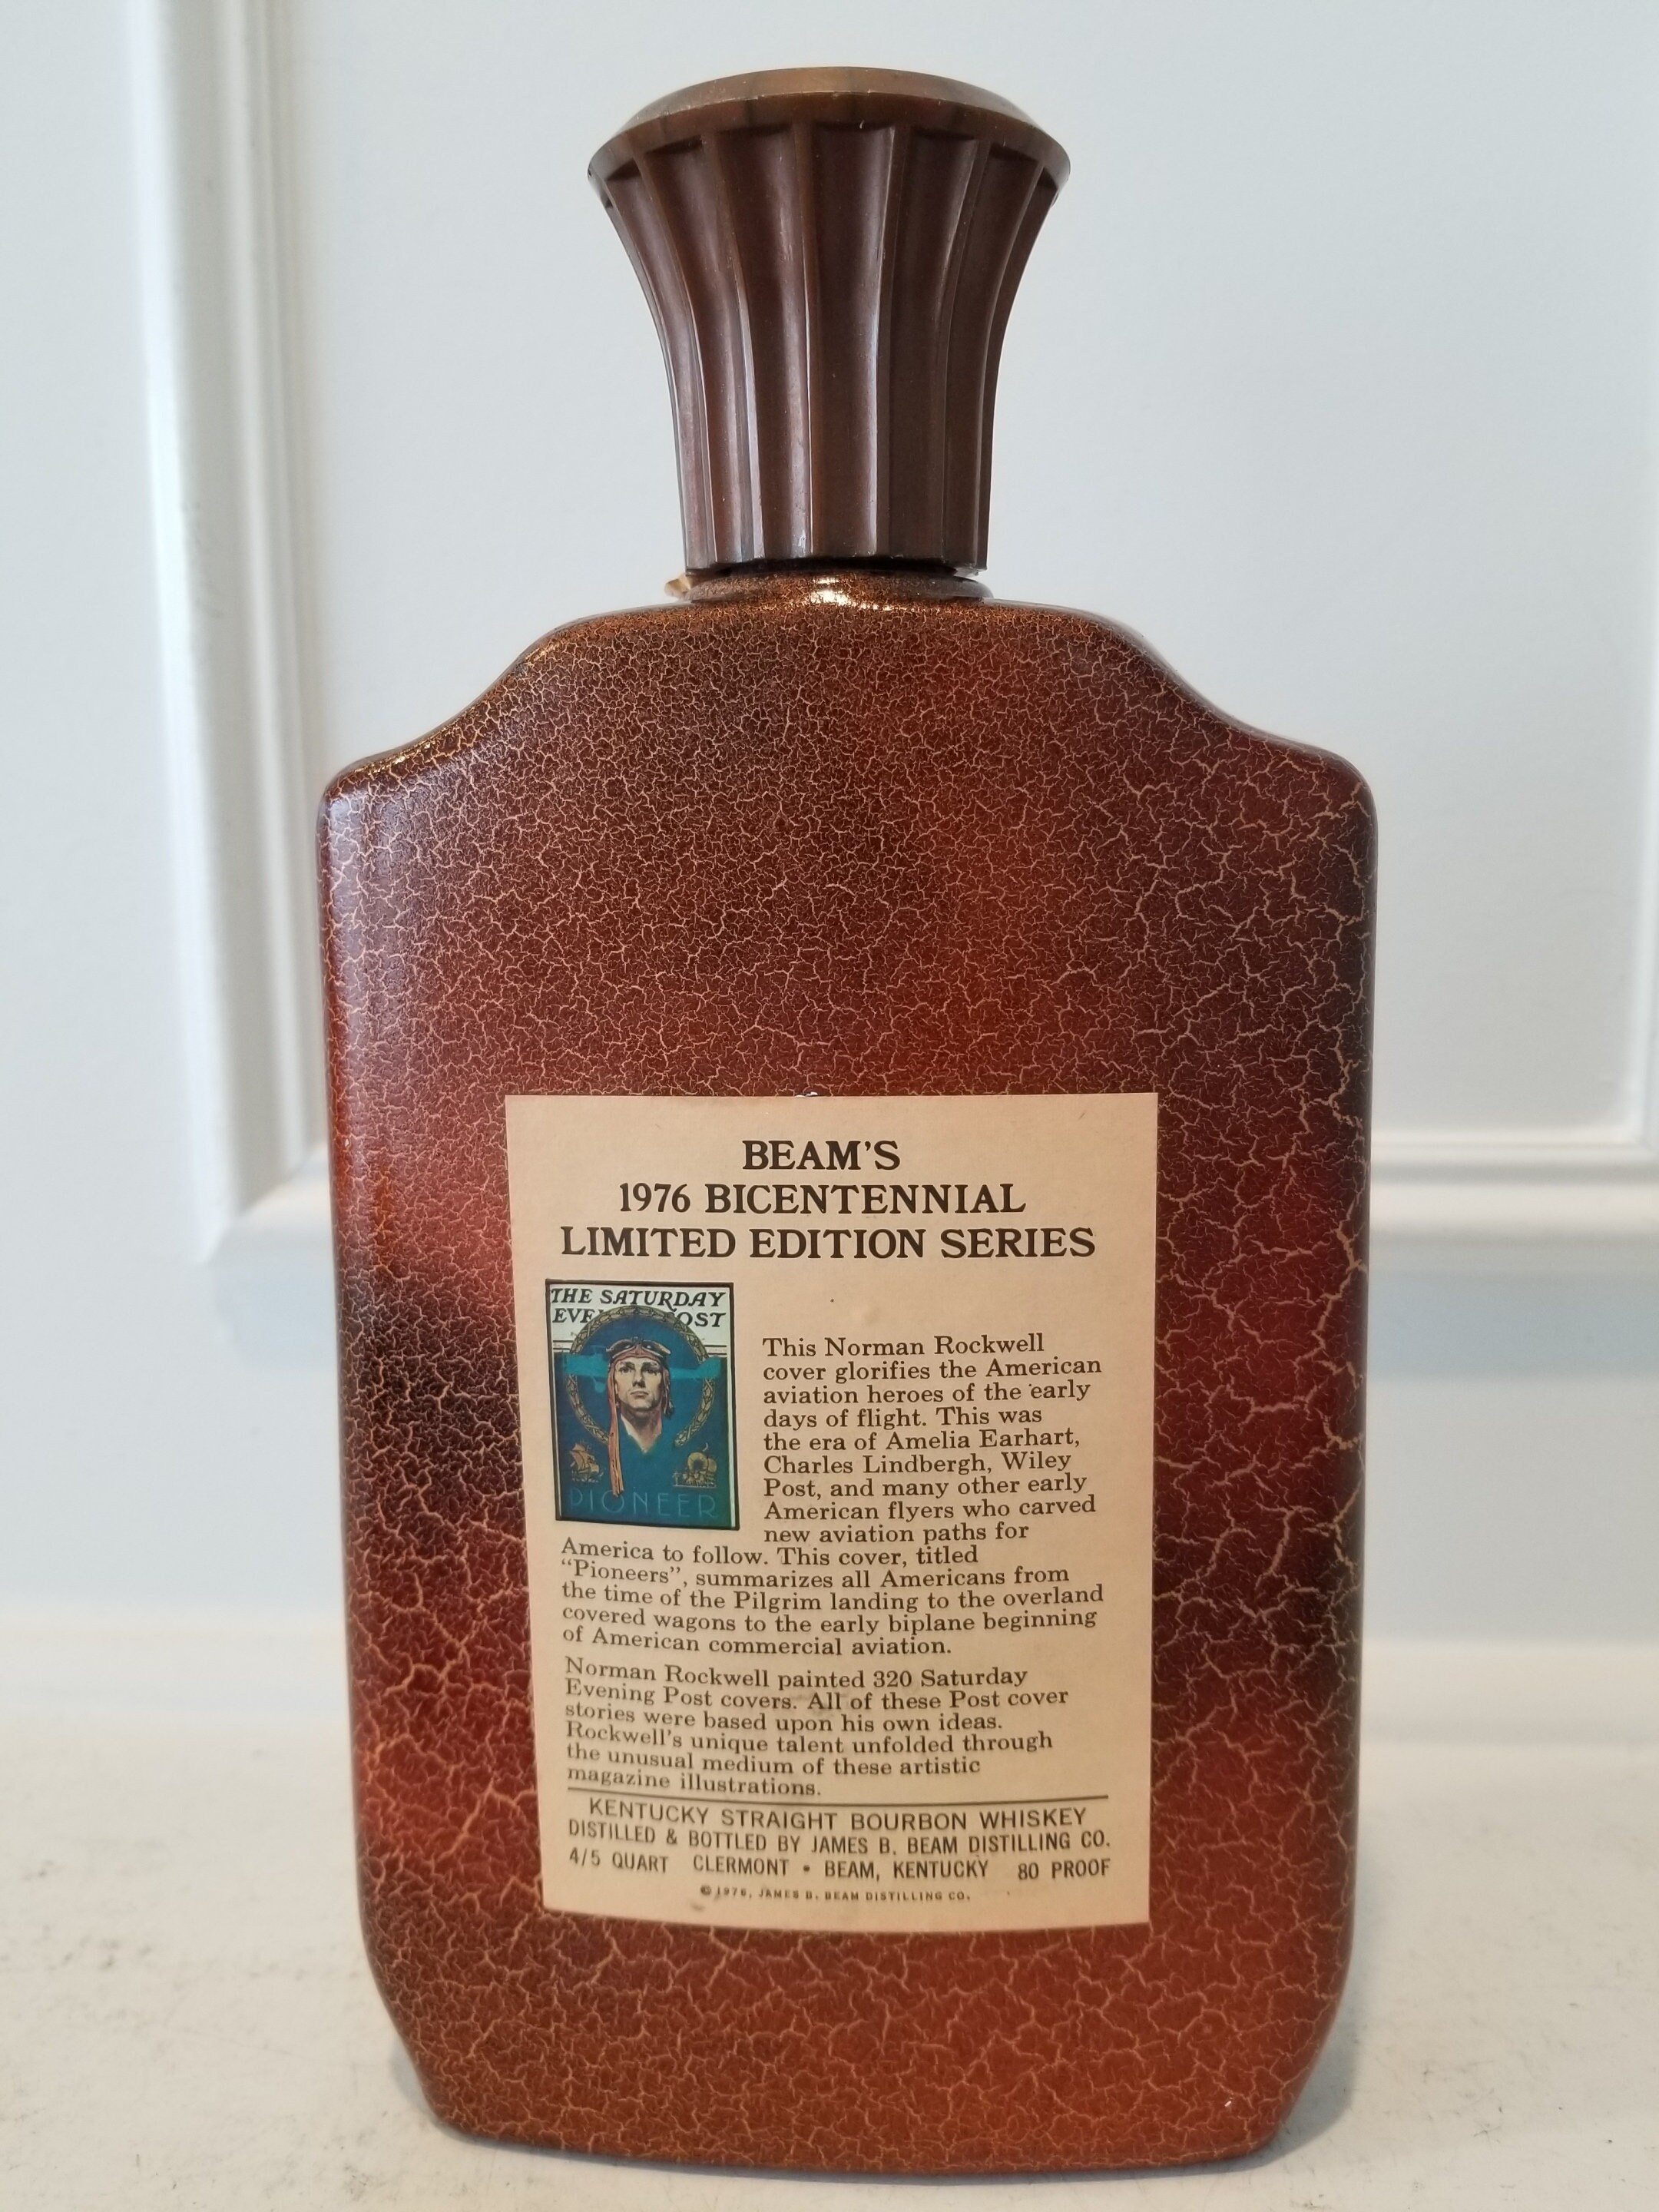 BEAM'S
1976 BICENTENNIAL
LIMITED EDITION SERIES
THE SATURDAY
EVE OST
PIONEER
This Norman Rockwell
cover glorifies the American
aviation heroes of the early
days of flight. This was
the era of Amelia Earhart,
Charles Lindbergh, Wiley
Post, and many other early
American flyers who carved
new aviation paths for
America to follow. This cover, titled
"Pioneers", summarizes all Americans from
the time of the Pilgrim landing to the overland
covered wagons to the early biplane beginning
of American commercial aviation.
Norman Rockwell painted 320 Saturday
Evening Post covers. All of these Post cover
stories were based upon his own ideas.
Rockwell's unique talent unfolded through
the unusual medium of these artistic
magazine illustrations.
KENTUCKY STRAIGHT BOURBON WHISKEY
DISTILLED & BOTTLED BY JAMES B. BEAM DISTILLING CO.
4/5 QUART CLERMONT • BEAM, KENTUCKY 80 PROOF
© 1976, JAMES B. BEAM DISTILLING CO.